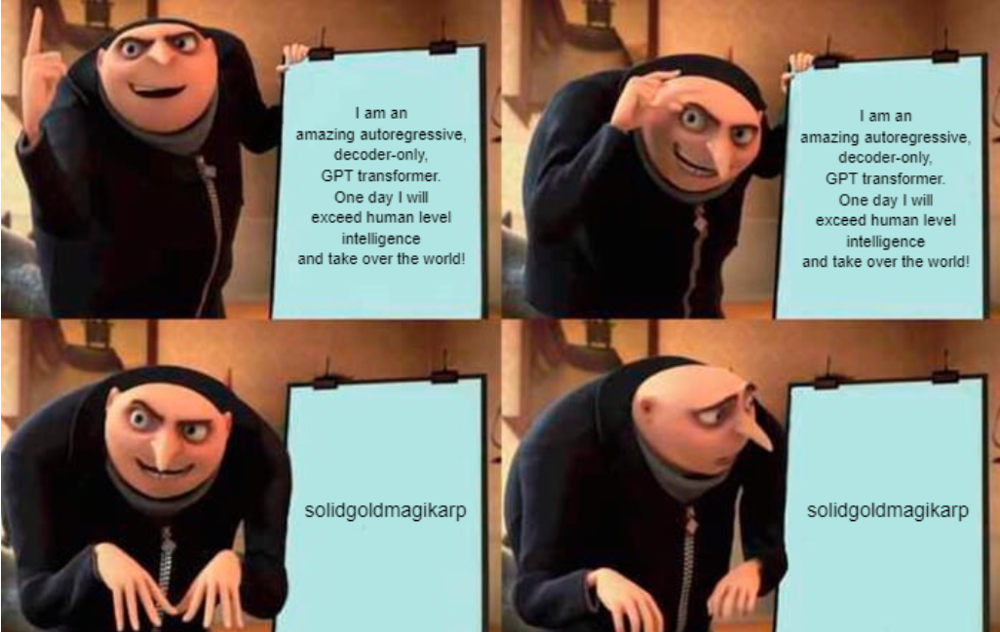 I am an
amazing autoregressive,
decoder-only,
GPT transformer.
One day I will
exceed human level
intelligence
and take over the world!
I am an
amazing autoregressive,
decoder-only,
GPT transformer.
One day I will
exceed human level
intelligence
and take over the world!
solidgoldmagikarp
solidgoldmagikarp